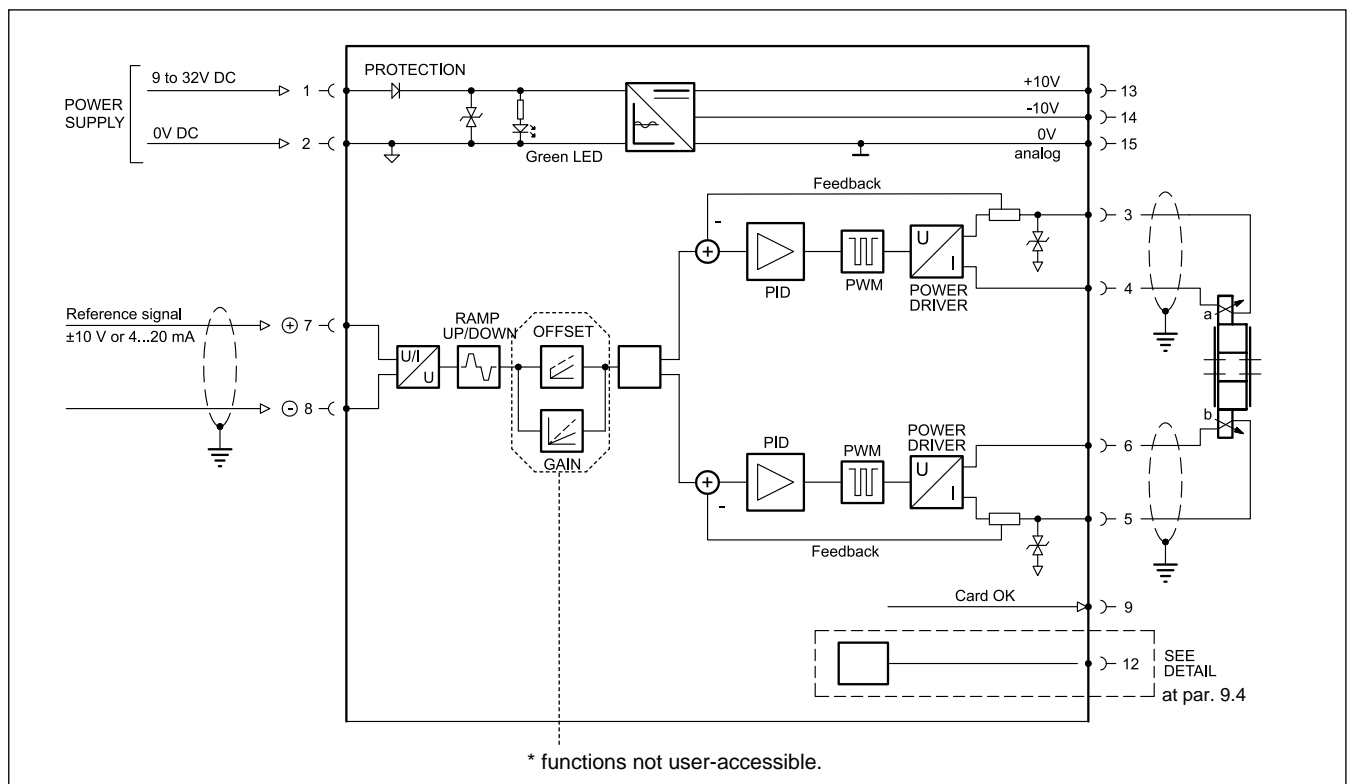 POWER
SUPPLY
9 to 32V DC
1
0V DC
2
PROTECTION
Green LED
+10V
13
-10V
14
0V
analog
15
Feedback
-
+
PID
PWM
U
I
POWER
DRIVER
3
4
a
Reference signal
±10 V or 4...20 mA
+ 7
- 8
U/I
U
RAMP
UP/DOWN
OFFSET
GAIN
b
PID
PWM
POWER
DRIVER
U
I
6
+
-
5
Feedback
Card OK
9
12
SEE
DETAIL
at par. 9.4
* functions not user-accessible.